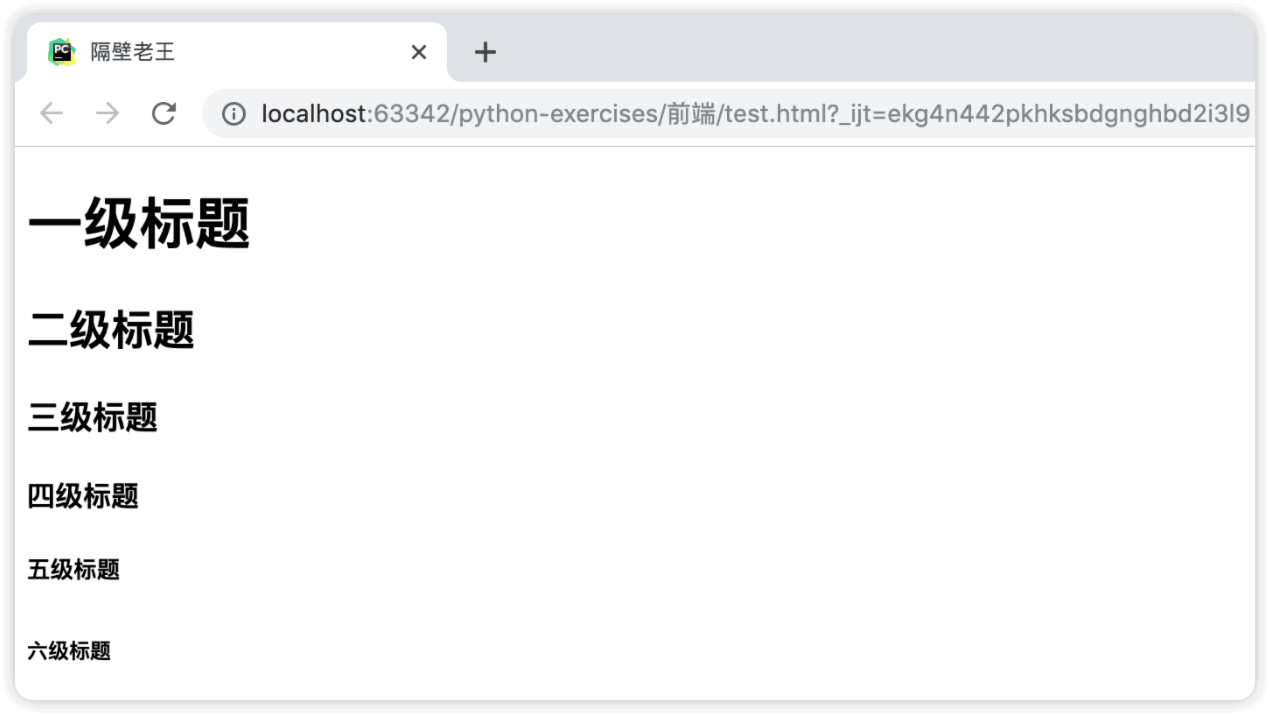 隔壁老王
localhost:63342/python-exercises/前端/test.html?_ijt=ekg4n442pkhksbdgnghbd2i3l9
一级标题
二级标题
三级标题
四级标题
五级标题
六级标题